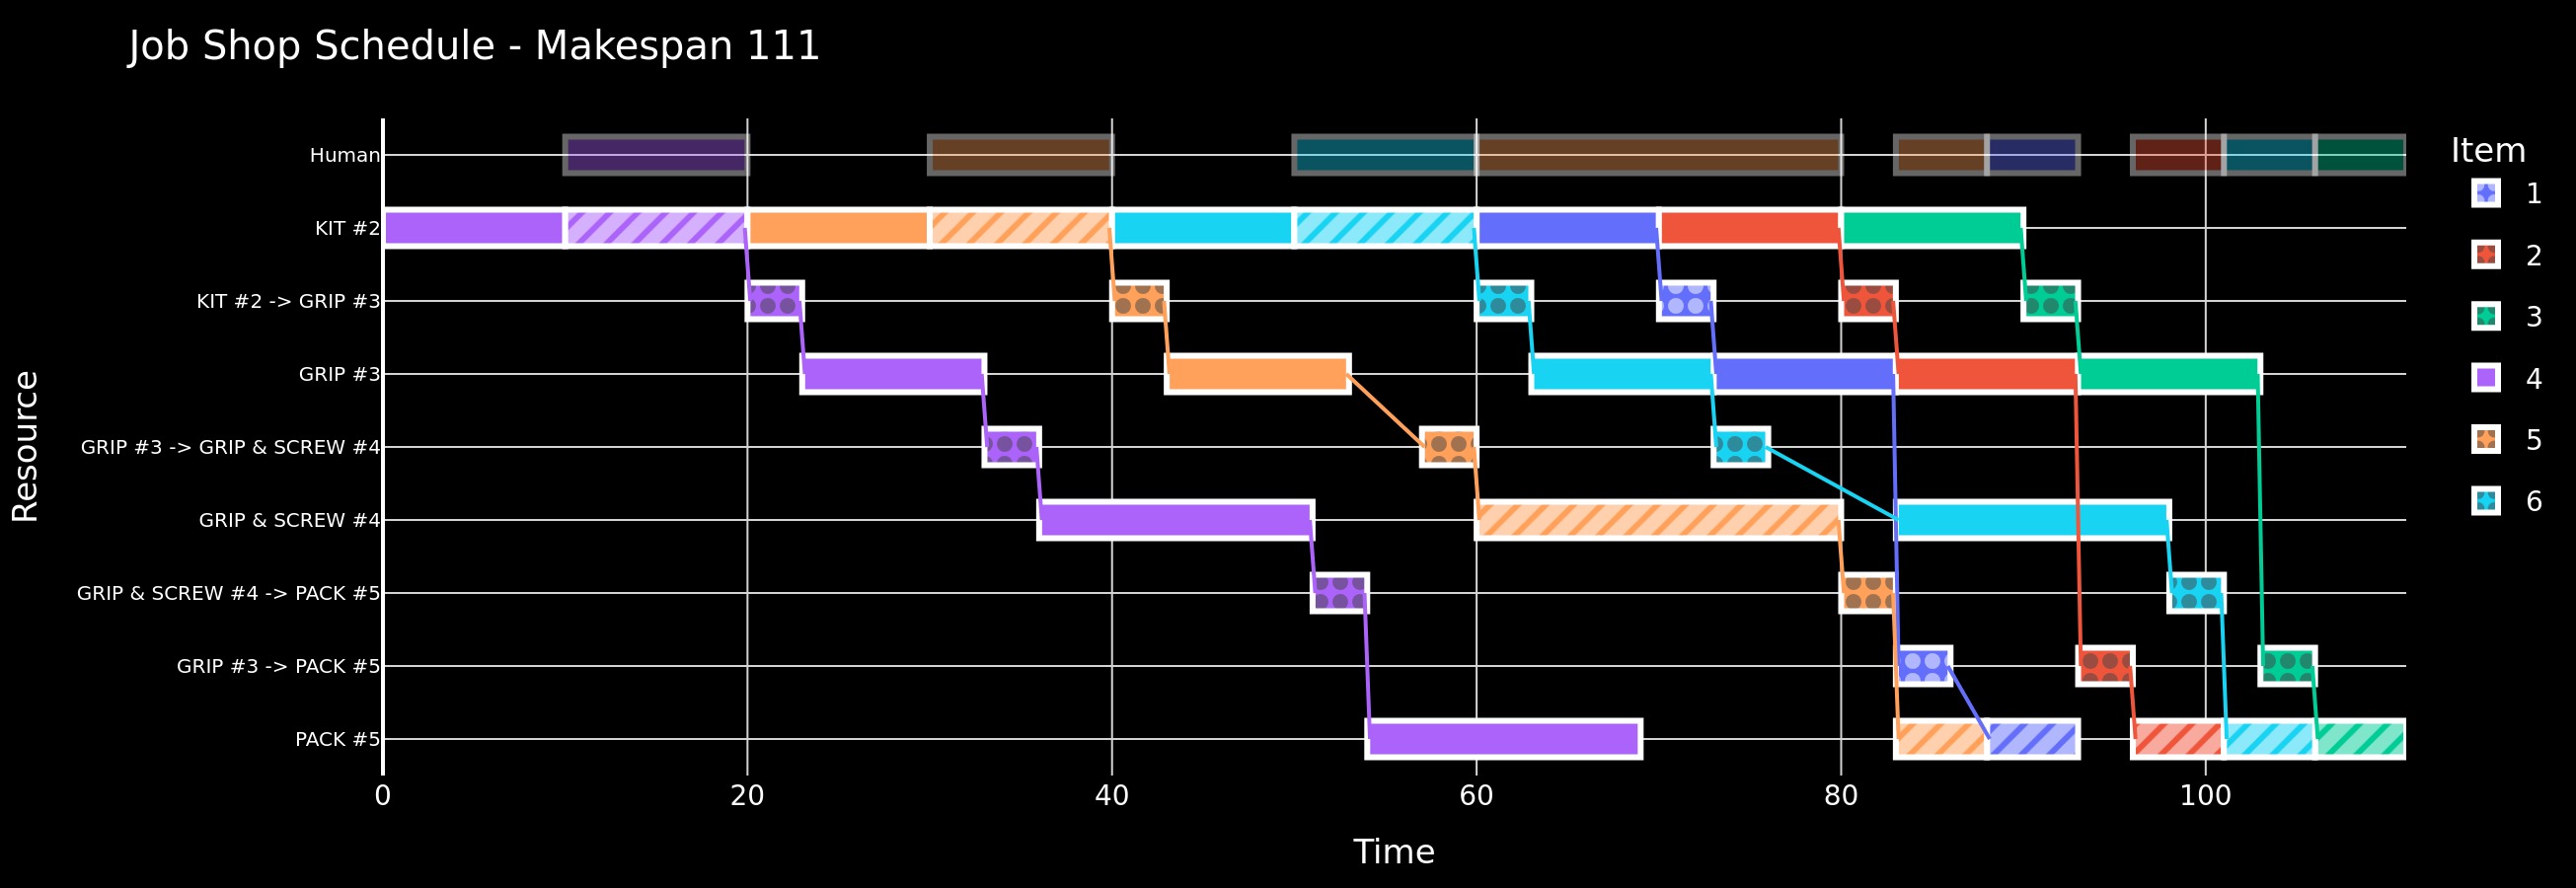 Job Shop Schedule - Makespan 111
Human
KIT #2
KIT #2 -> GRIP #3
GRIP #3
GRIP #3 -> GRIP & SCREW #4
GRIP & SCREW #4
GRIP & SCREW #4 -> PACK #5
GRIP #3 -> PACK #5
PACK #5
Resource
0 20 40 60 80 100
Time
Item
1
2
3
4
5
6